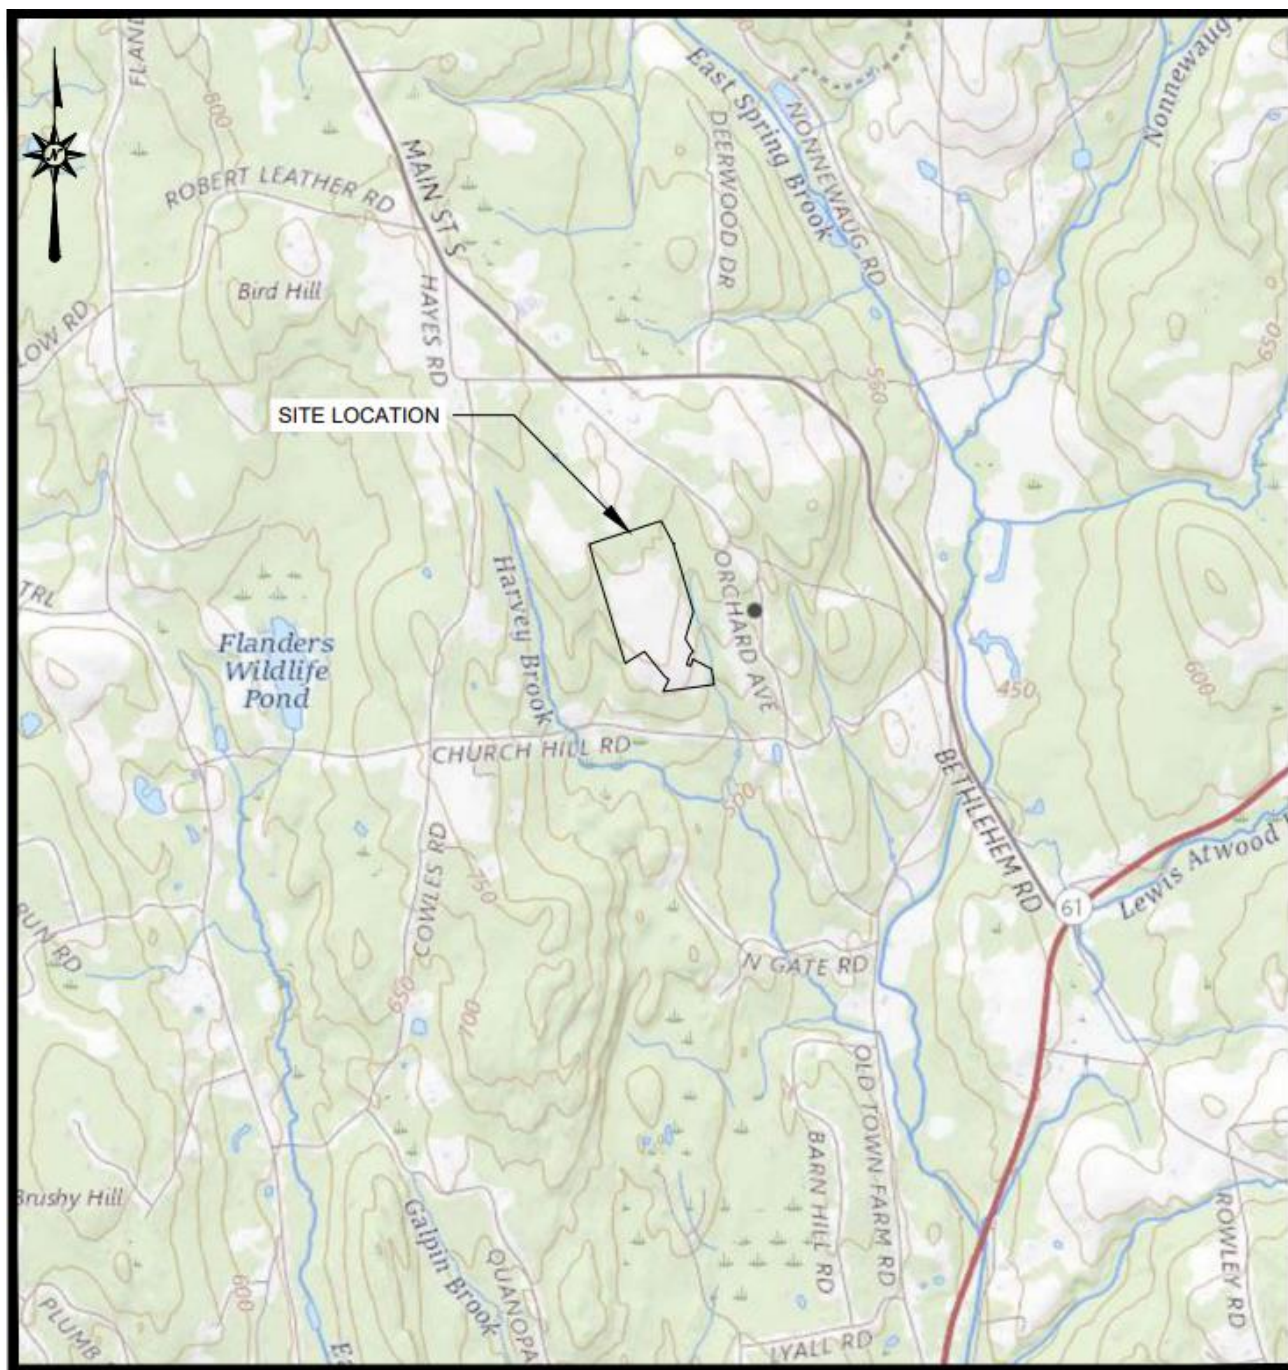 FLAND
600
East Spring Brook
Nonnewaug
N
MAIN ST S
DEERWOOD DR
NONNEWAUG RD
ROBERT LEATHER RD
Bird Hill
HAYES RD
LOW RD
650
560
SITE LOCATION
Harvey Brook
ORCHARD AVE
TRL
Flanders
Wildlife
Pond
600
450
CHURCH HILL RD
BETHLEHEM RD
500
COWLES RD
750
Lewis Atwood
61
RUN RD
N GATE RD
650
700
OLD TOWN FARM RD
BARN HILL RD
Brushy Hill
Galpin Brook
ROWLEY RD
QUANOPA
600
PLUMB
Ea
LYALL RD